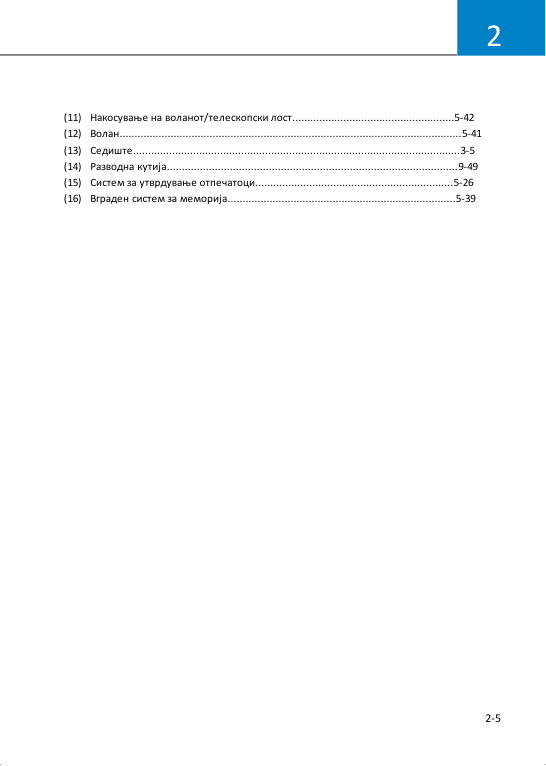 2
(11) Накосување на воланот/телескопски лост......................................................5-42
(12) Волан..................................................................................................................5-41
(13) Седиште.............................................................................................................3-5
(14) Разводна кутија.................................................................................................9-49
(15) Систем за утврдување отпечатоци..................................................................5-26
(16) Вграден систем за меморија............................................................................5-39
2-5